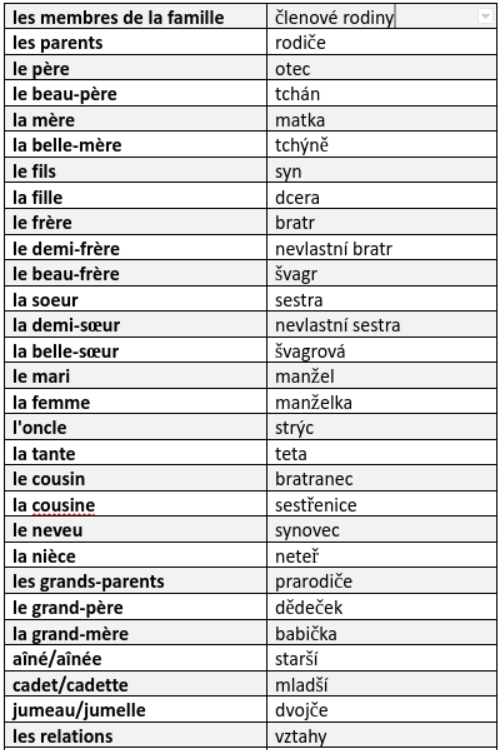 les membres de la famille členové rodiny
les parents rodiče
le père otec
le beau-père tchán
la mère matka
la belle-mère tchýně
le fils syn
la fille dcera
le frère bratr
le demi-frère nevlastní bratr
le beau-frère švagr
la soeur sestra
la demi-sœur nevlastní sestra
la belle-sœur švagrová
le mari manžel
la femme manželka
l'oncle strýc
la tante teta
le cousin bratranec
la cousine sestřenice
le neveu synovec
la nièce neteř
les grands-parents prarodiče
le grand-père dědeček
la grand-mère babička
aîné/aînée starší
cadet/cadette mladší
jumeau/jumelle dvojče
les relations vztahy